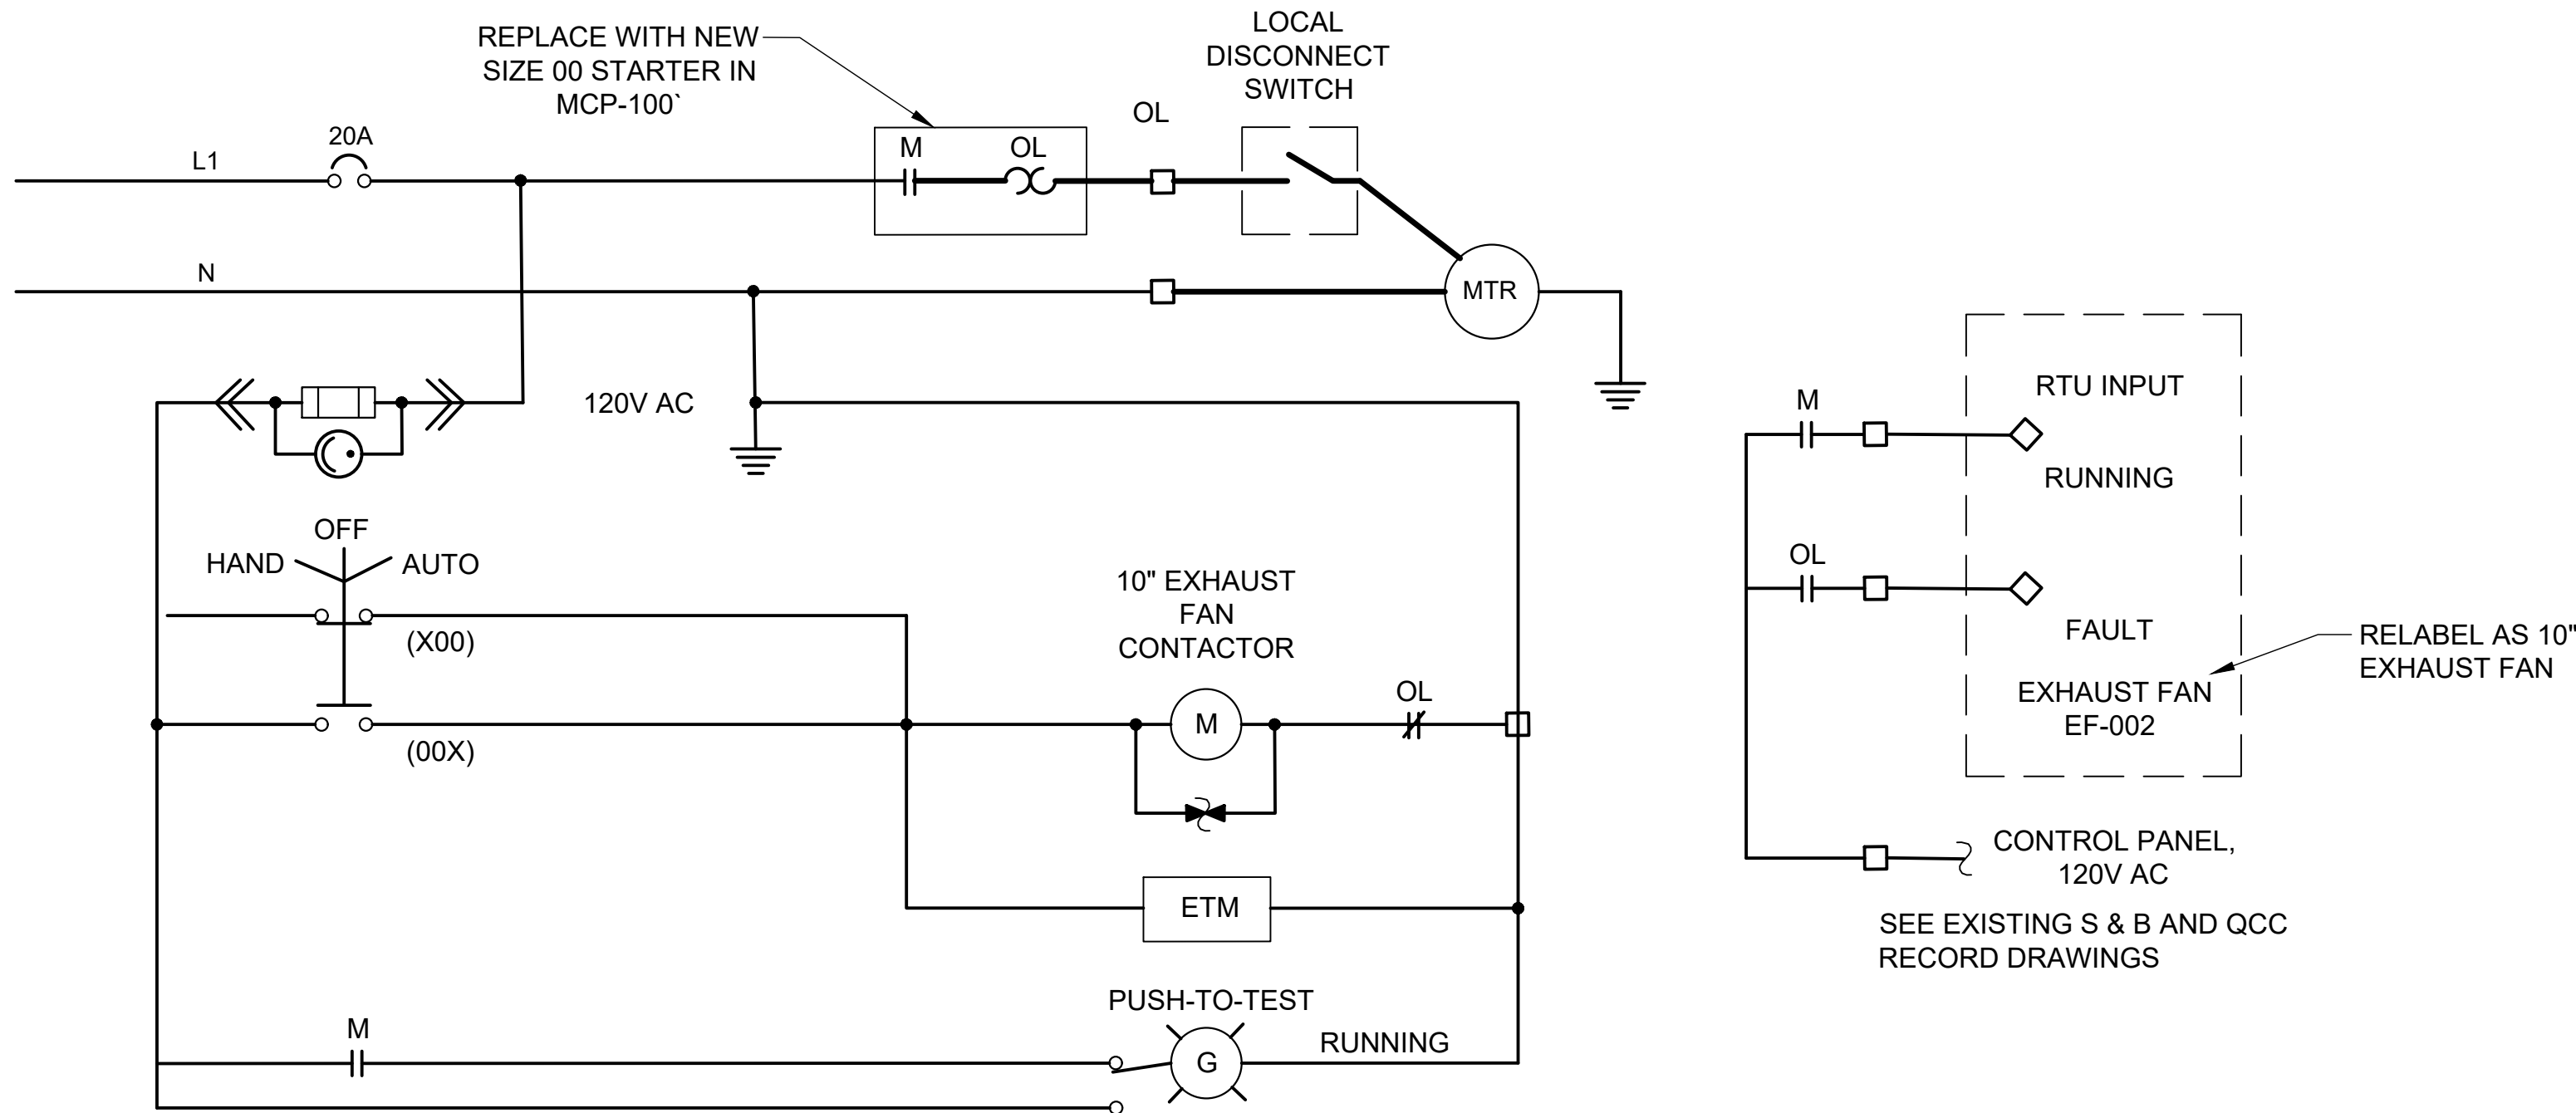 REPLACE WITH NEW
SIZE 00 STARTER IN
MCP-100`
LOCAL
DISCONNECT
SWITCH
OL
20A
L1
M
OL
N
MTR
120V AC
RTU INPUT
M
RUNNING
OFF
HAND
AUTO
OL
10" EXHAUST
FAN
CONTACTOR
(X00)
FAULT
RELABEL AS 10"
EXHAUST FAN
EXHAUST FAN
EF-002
OL
M
(00X)
CONTROL PANEL,
120V AC
ETM
SEE EXISTING S & B AND QCC
RECORD DRAWINGS
PUSH-TO-TEST
M
RUNNING
G